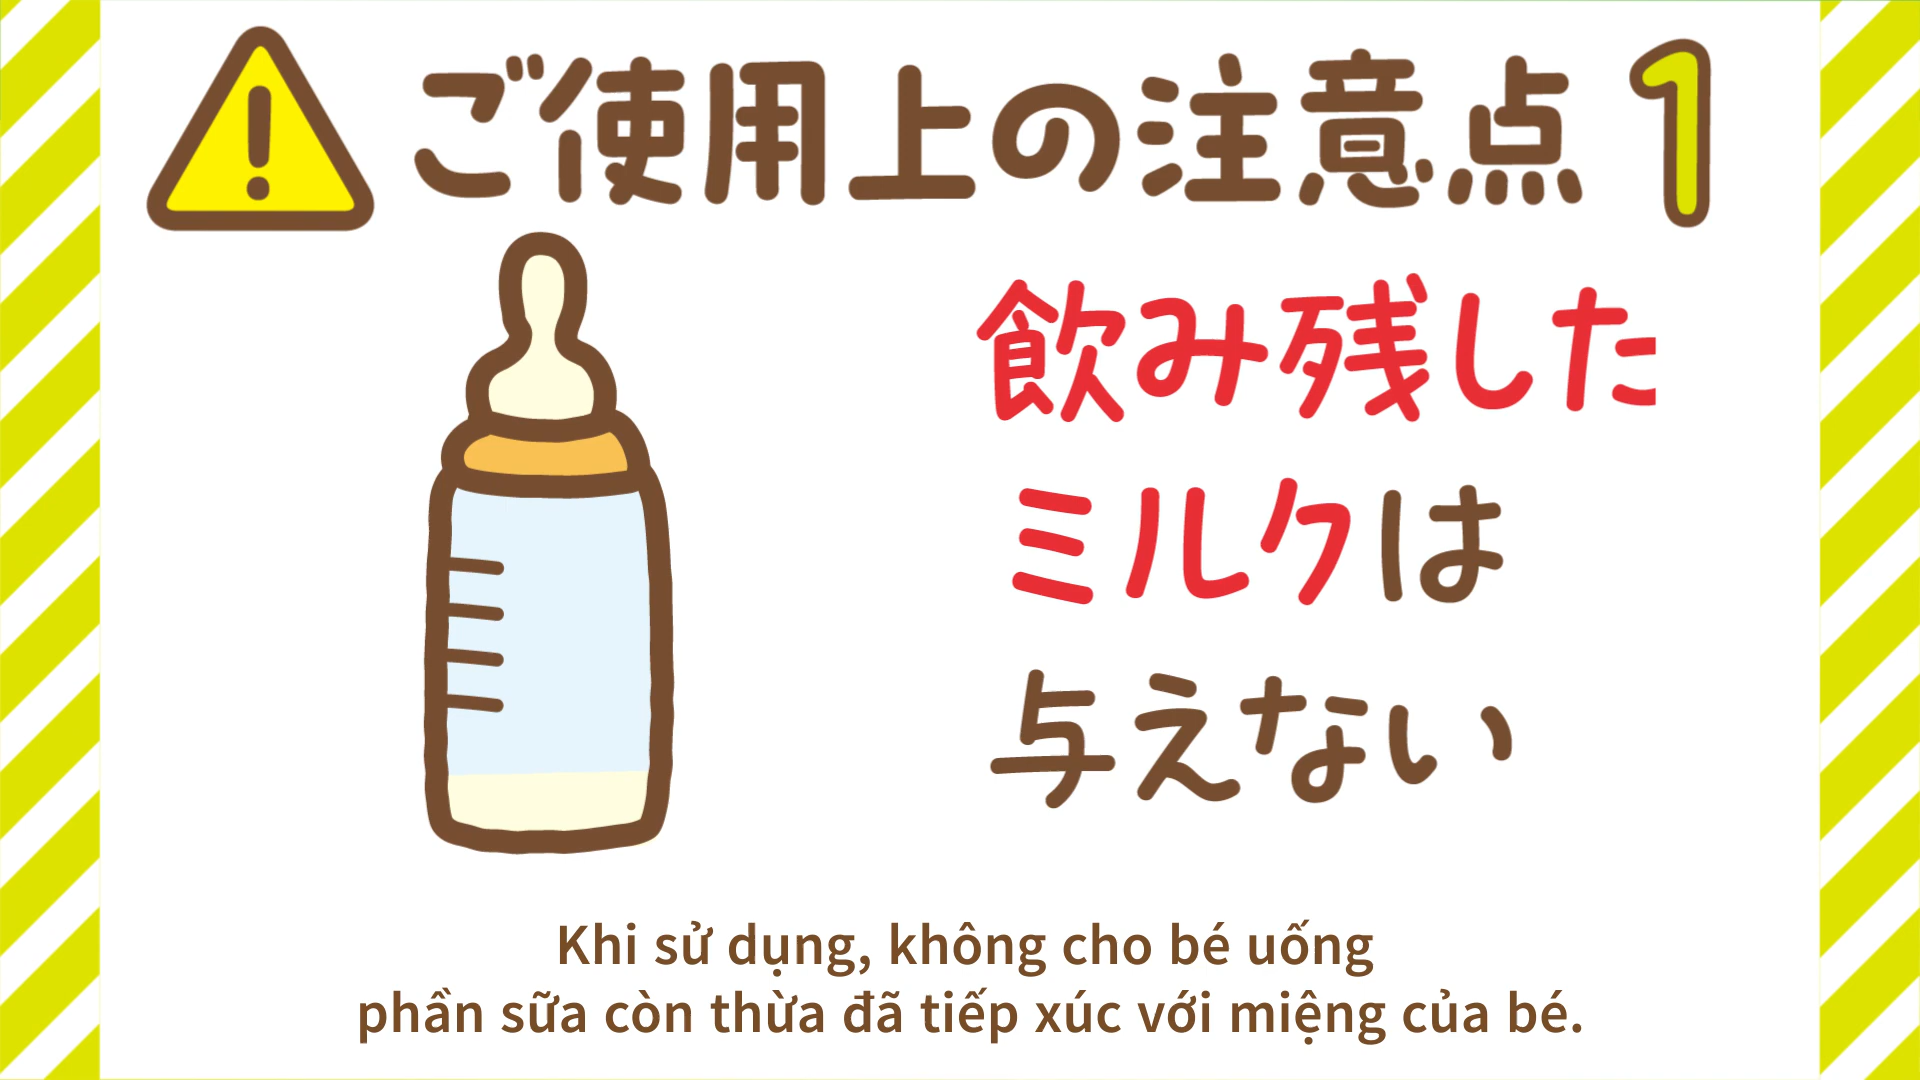 ご使用上の注意点1
飲み残した
ミルクは
与えない
Khi sử dụng, không cho bé uống
phần sữa còn thừa đã tiếp xúc với miệng của bé.